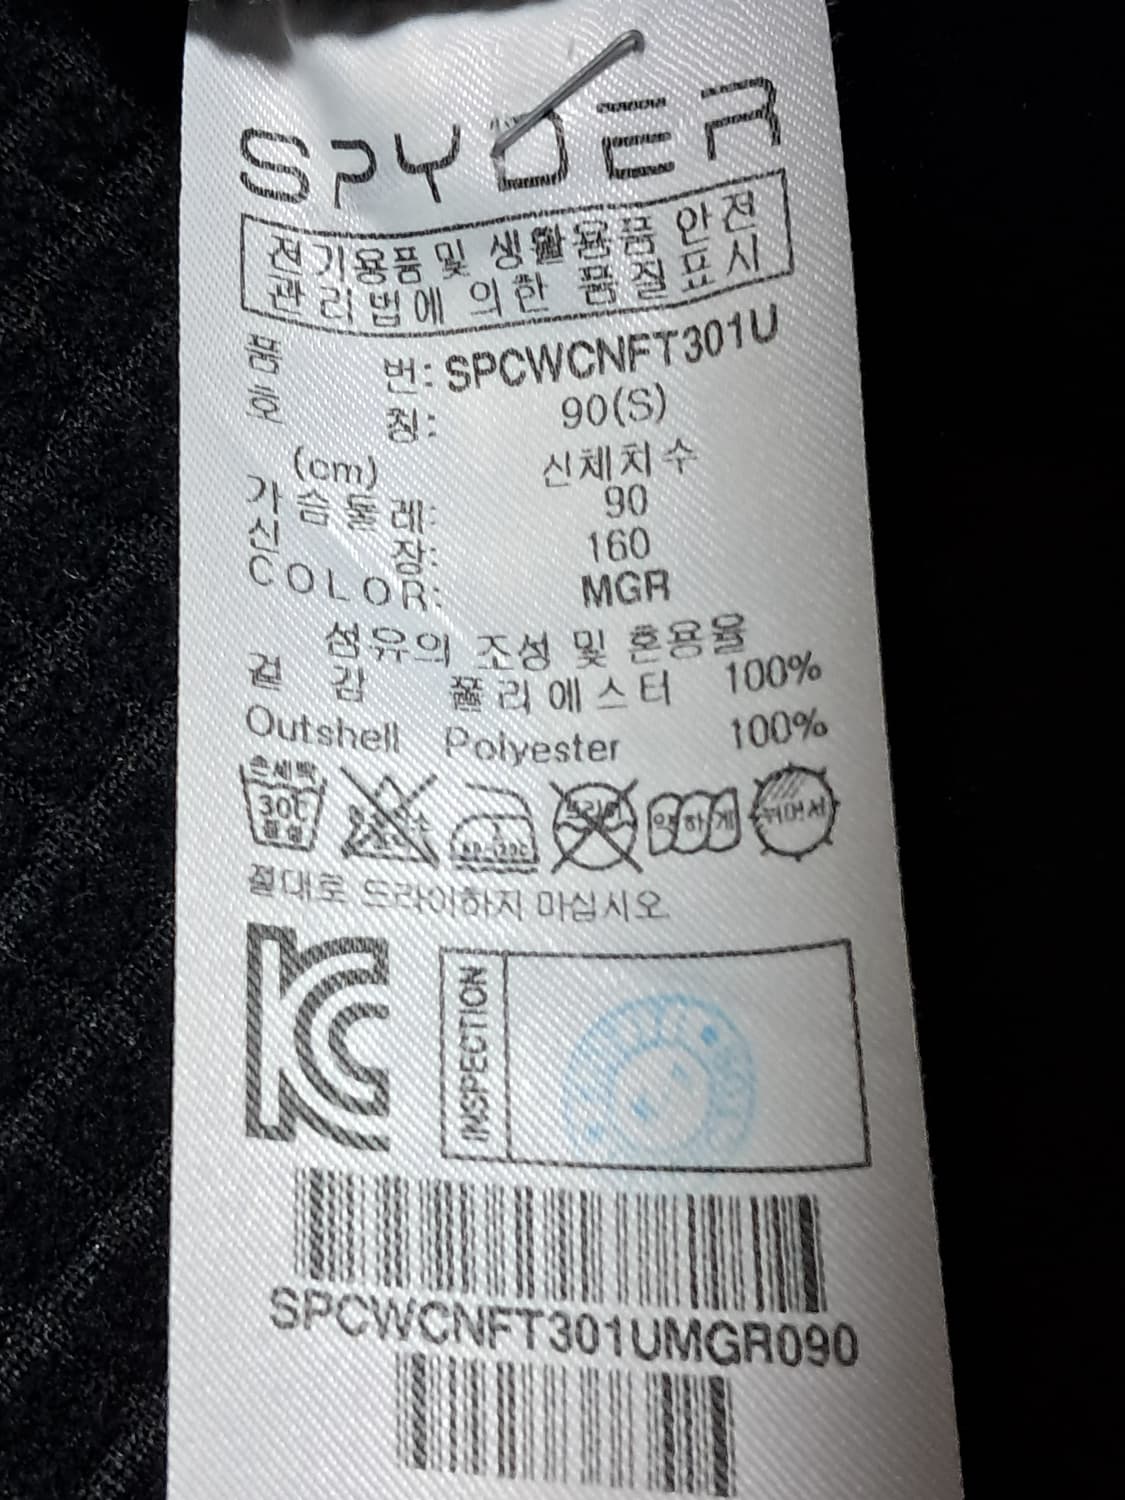 SPYDER
전기용품및 생활용품 안전
관리법에 의한 품질표시
품 번: SPCWCNFT301U
호 칭: 90(S)
(cm) 신체치수
가슴둘레: 90
신 장: 160
COLOR: MGR
섬유의 조성 및 혼용율
겉 감 폴리에스터 100%
Outshell Polyester 100%
손세탁
30℃
중성
약하게
뉘어서
절대로 드라이하지 마십시오
INSPECTION
SPCWCNFT301UMGR090